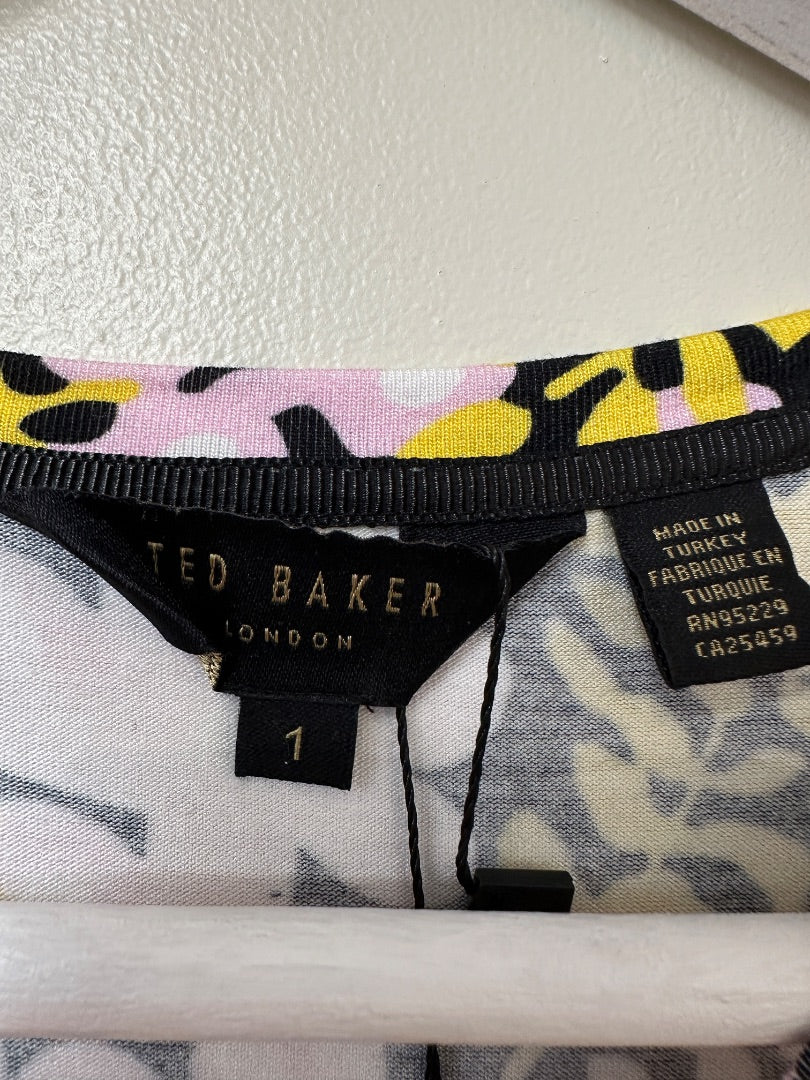 TED BAKER
LONDON
1
MADE IN
TURKEY
FABRIQUE EN
TURQUIE
RN95229
CA25459